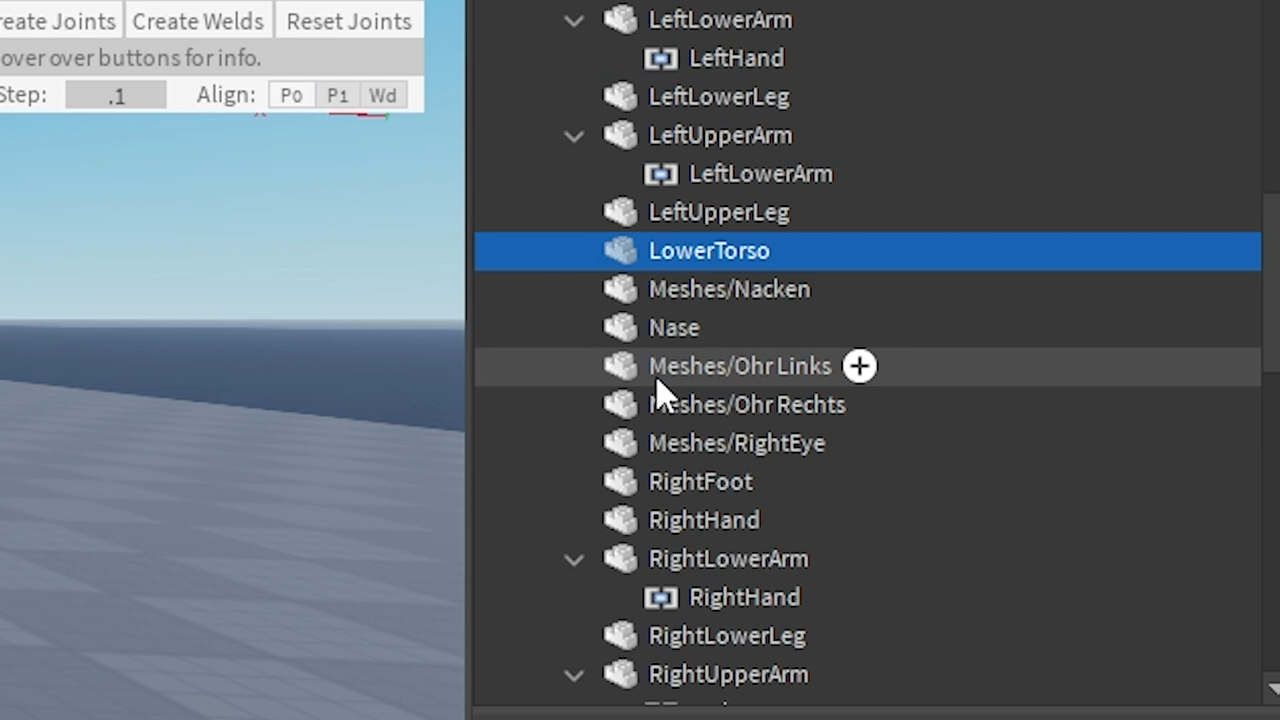 reate Joints Create Welds Reset Joints
over over buttons for info.
Step: .1 Align: P0 P1 Wd
LeftLowerArm
LeftHand
LeftLowerLeg
LeftUpperArm
LeftLowerArm
LeftUpperLeg
LowerTorso
Meshes/Nacken
Nase
Meshes/Ohr Links
Meshes/Ohr Rechts
Meshes/RightEye
RightFoot
RightHand
RightLowerArm
RightHand
RightLowerLeg
RightUpperArm